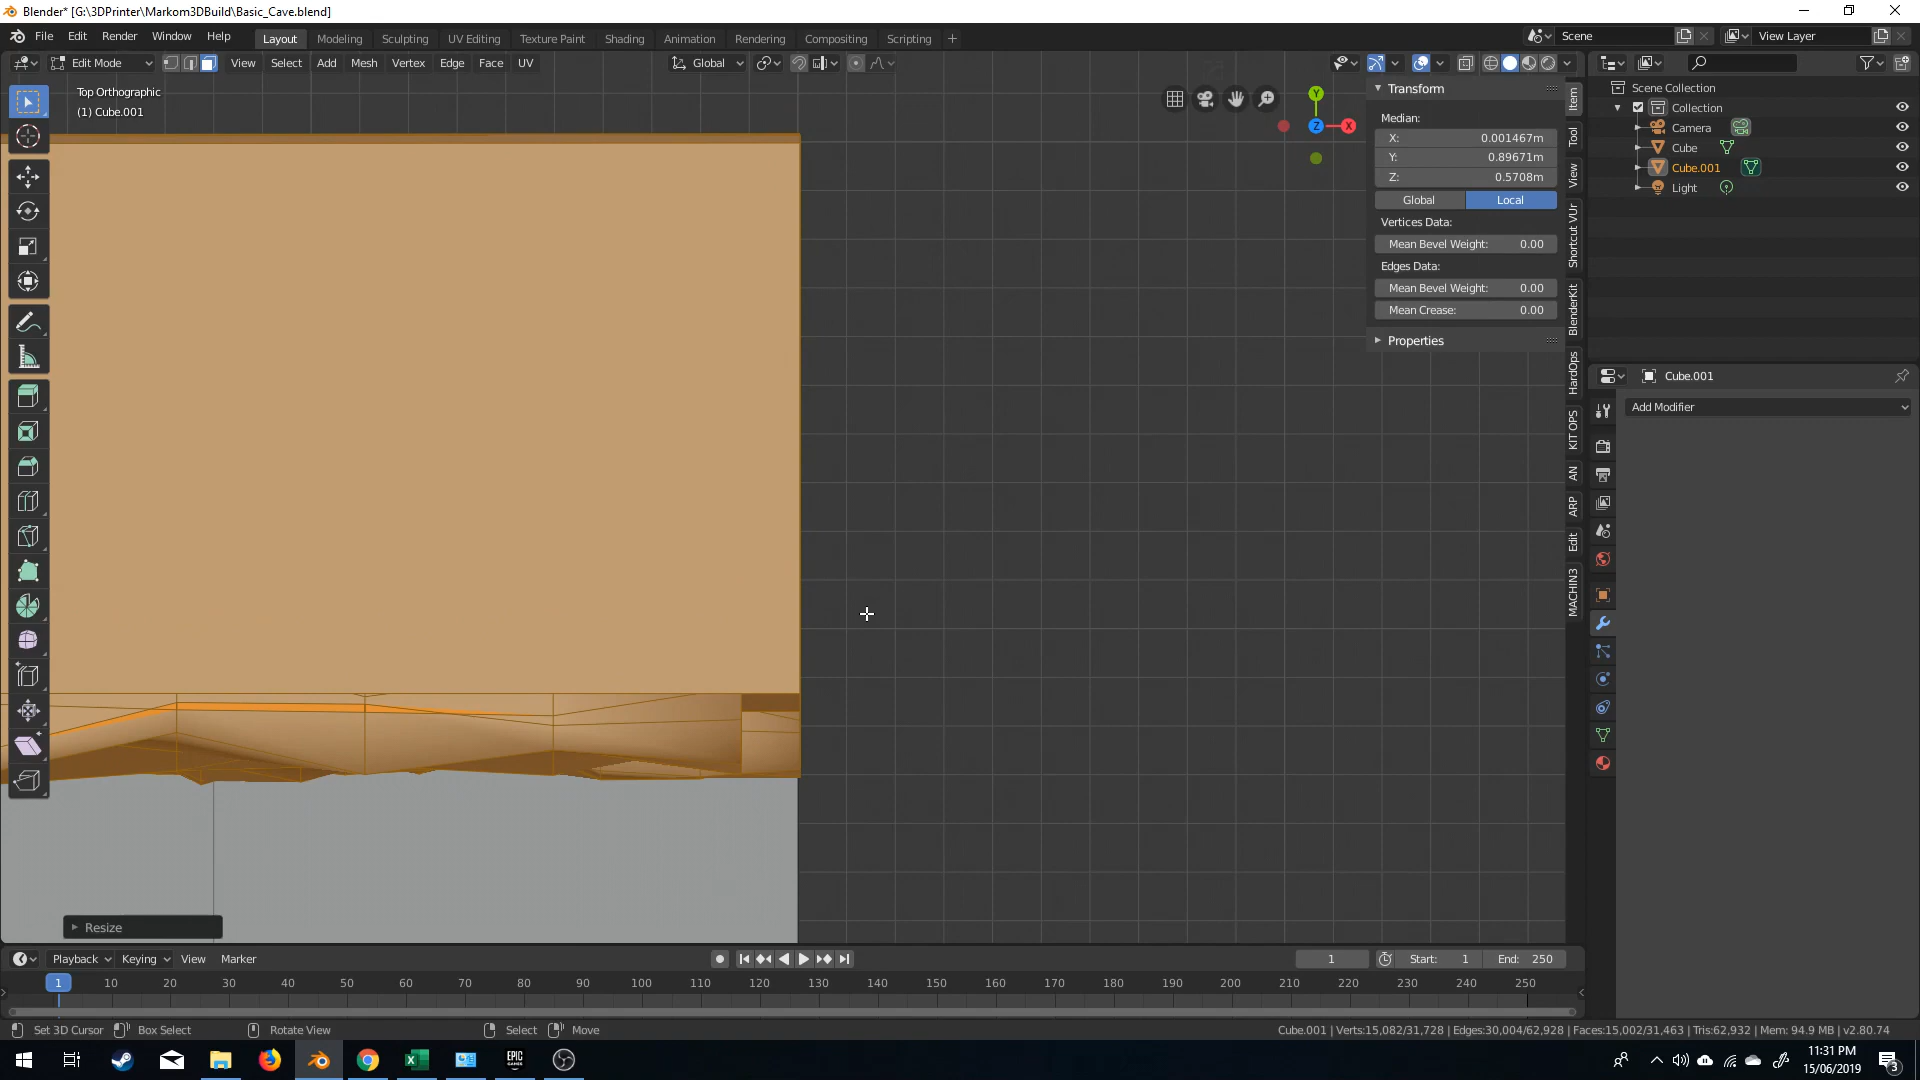 Blender* [G:\3DPrinter\Markom3DBuild\Basic_Cave.blend]
File Edit Render Window Help
Layout Modeling Sculpting UV Editing Texture Paint Shading Animation Rendering Compositing Scripting
Scene
View Layer
Edit Mode
View Select Add Mesh Vertex Edge Face UV
Global
Top Orthographic
(1) Cube.001
Y
Z
X
Transform
Median:
X: 0.001467m
Y: 0.89671m
Z: 0.5708m
Global Local
Vertices Data:
Mean Bevel Weight: 0.00
Edges Data:
Mean Bevel Weight: 0.00
Mean Crease: 0.00
Properties
Item
Tool
View
Shortcut VUr
BlenderKit
HardOps
KIT OPS
AN
ARP
Edit
MACHIN3
Scene Collection
Collection
Camera
Cube
Cube.001
Light
Cube.001
Add Modifier
Resize
Playback Keying View Marker
1
Start: 1
End: 250
1 10 20 30 40 50 60 70 80 90 100 110 120 130 140 150 160 170 180 190 200 210 220 230 240 250
Set 3D Cursor Box Select Rotate View Select Move
Cube.001 | Verts:15,082/31,728 | Edges:30,004/62,928 | Faces:15,002/31,463 | Tris:62,932 | Mem: 94.9 MB | v2.80.74
EPIC
GAMES
11:31 PM
15/06/2019
3